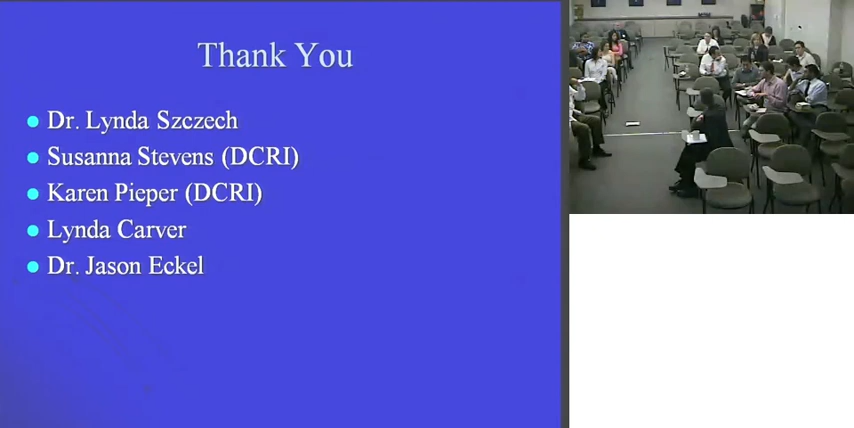 Thank You
Dr. Lynda Szczech
Susanna Stevens (DCRI)
Karen Pieper (DCRI)
Lynda Carver
Dr. Jason Eckel